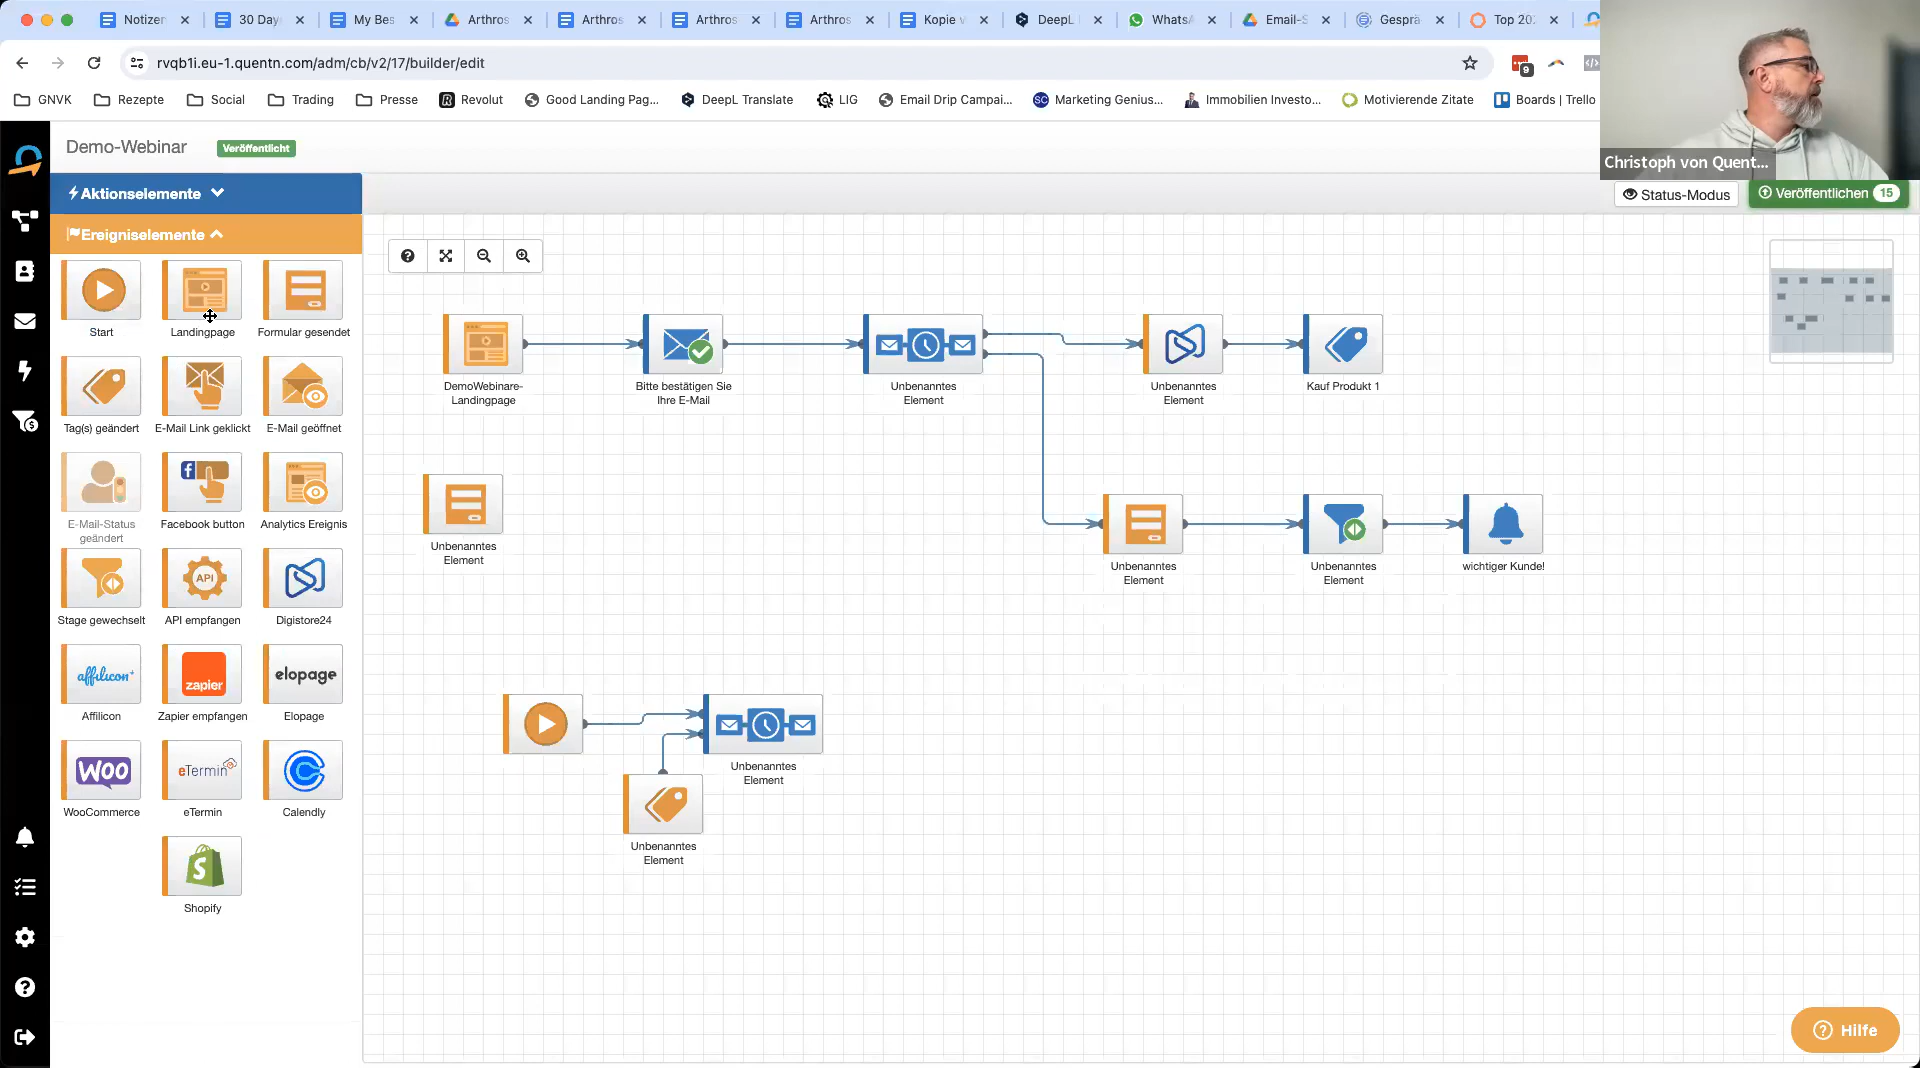 Notizen
30 Day
My Bes
Arthros
Arthros
Arthros
Arthros
Kopie v
DeepL
WhatsA
Email-S
Gesprä
Top 20
rvqb1i.eu-1.quentn.com/adm/cb/v2/17/builder/edit
9
GNVK
Rezepte
Social
Trading
Presse
Revolut
Good Landing Pag...
DeepL Translate
LIG
Email Drip Campai...
SC
Marketing Genius...
Immobilien Investo...
Motivierende Zitate
Boards | Trello
Christoph von Quent...
Demo-Webinar
Veröffentlicht
Aktionselemente
Status-Modus
Veröffentlichen 15
Ereigniselemente
Start
Landingpage
Formular gesendet
Tag(s) geändert
E-Mail Link geklickt
E-Mail geöffnet
E-Mail-Status
geändert
Facebook button
Analytics Ereignis
Stage gewechselt
API
API empfangen
Digistore24
affilicon
Affilicon
zapier
Zapier empfangen
elopage
Elopage
WOO
WooCommerce
eTermin
eTermin
Calendly
Shopify
DemoWebinare-
Landingpage
Bitte bestätigen Sie
Ihre E-Mail
Unbenanntes
Element
Unbenanntes
Element
Kauf Produkt 1
Unbenanntes
Element
Unbenanntes
Element
Unbenanntes
Element
wichtiger Kunde!
Unbenanntes
Element
Unbenanntes
Element
Hilfe